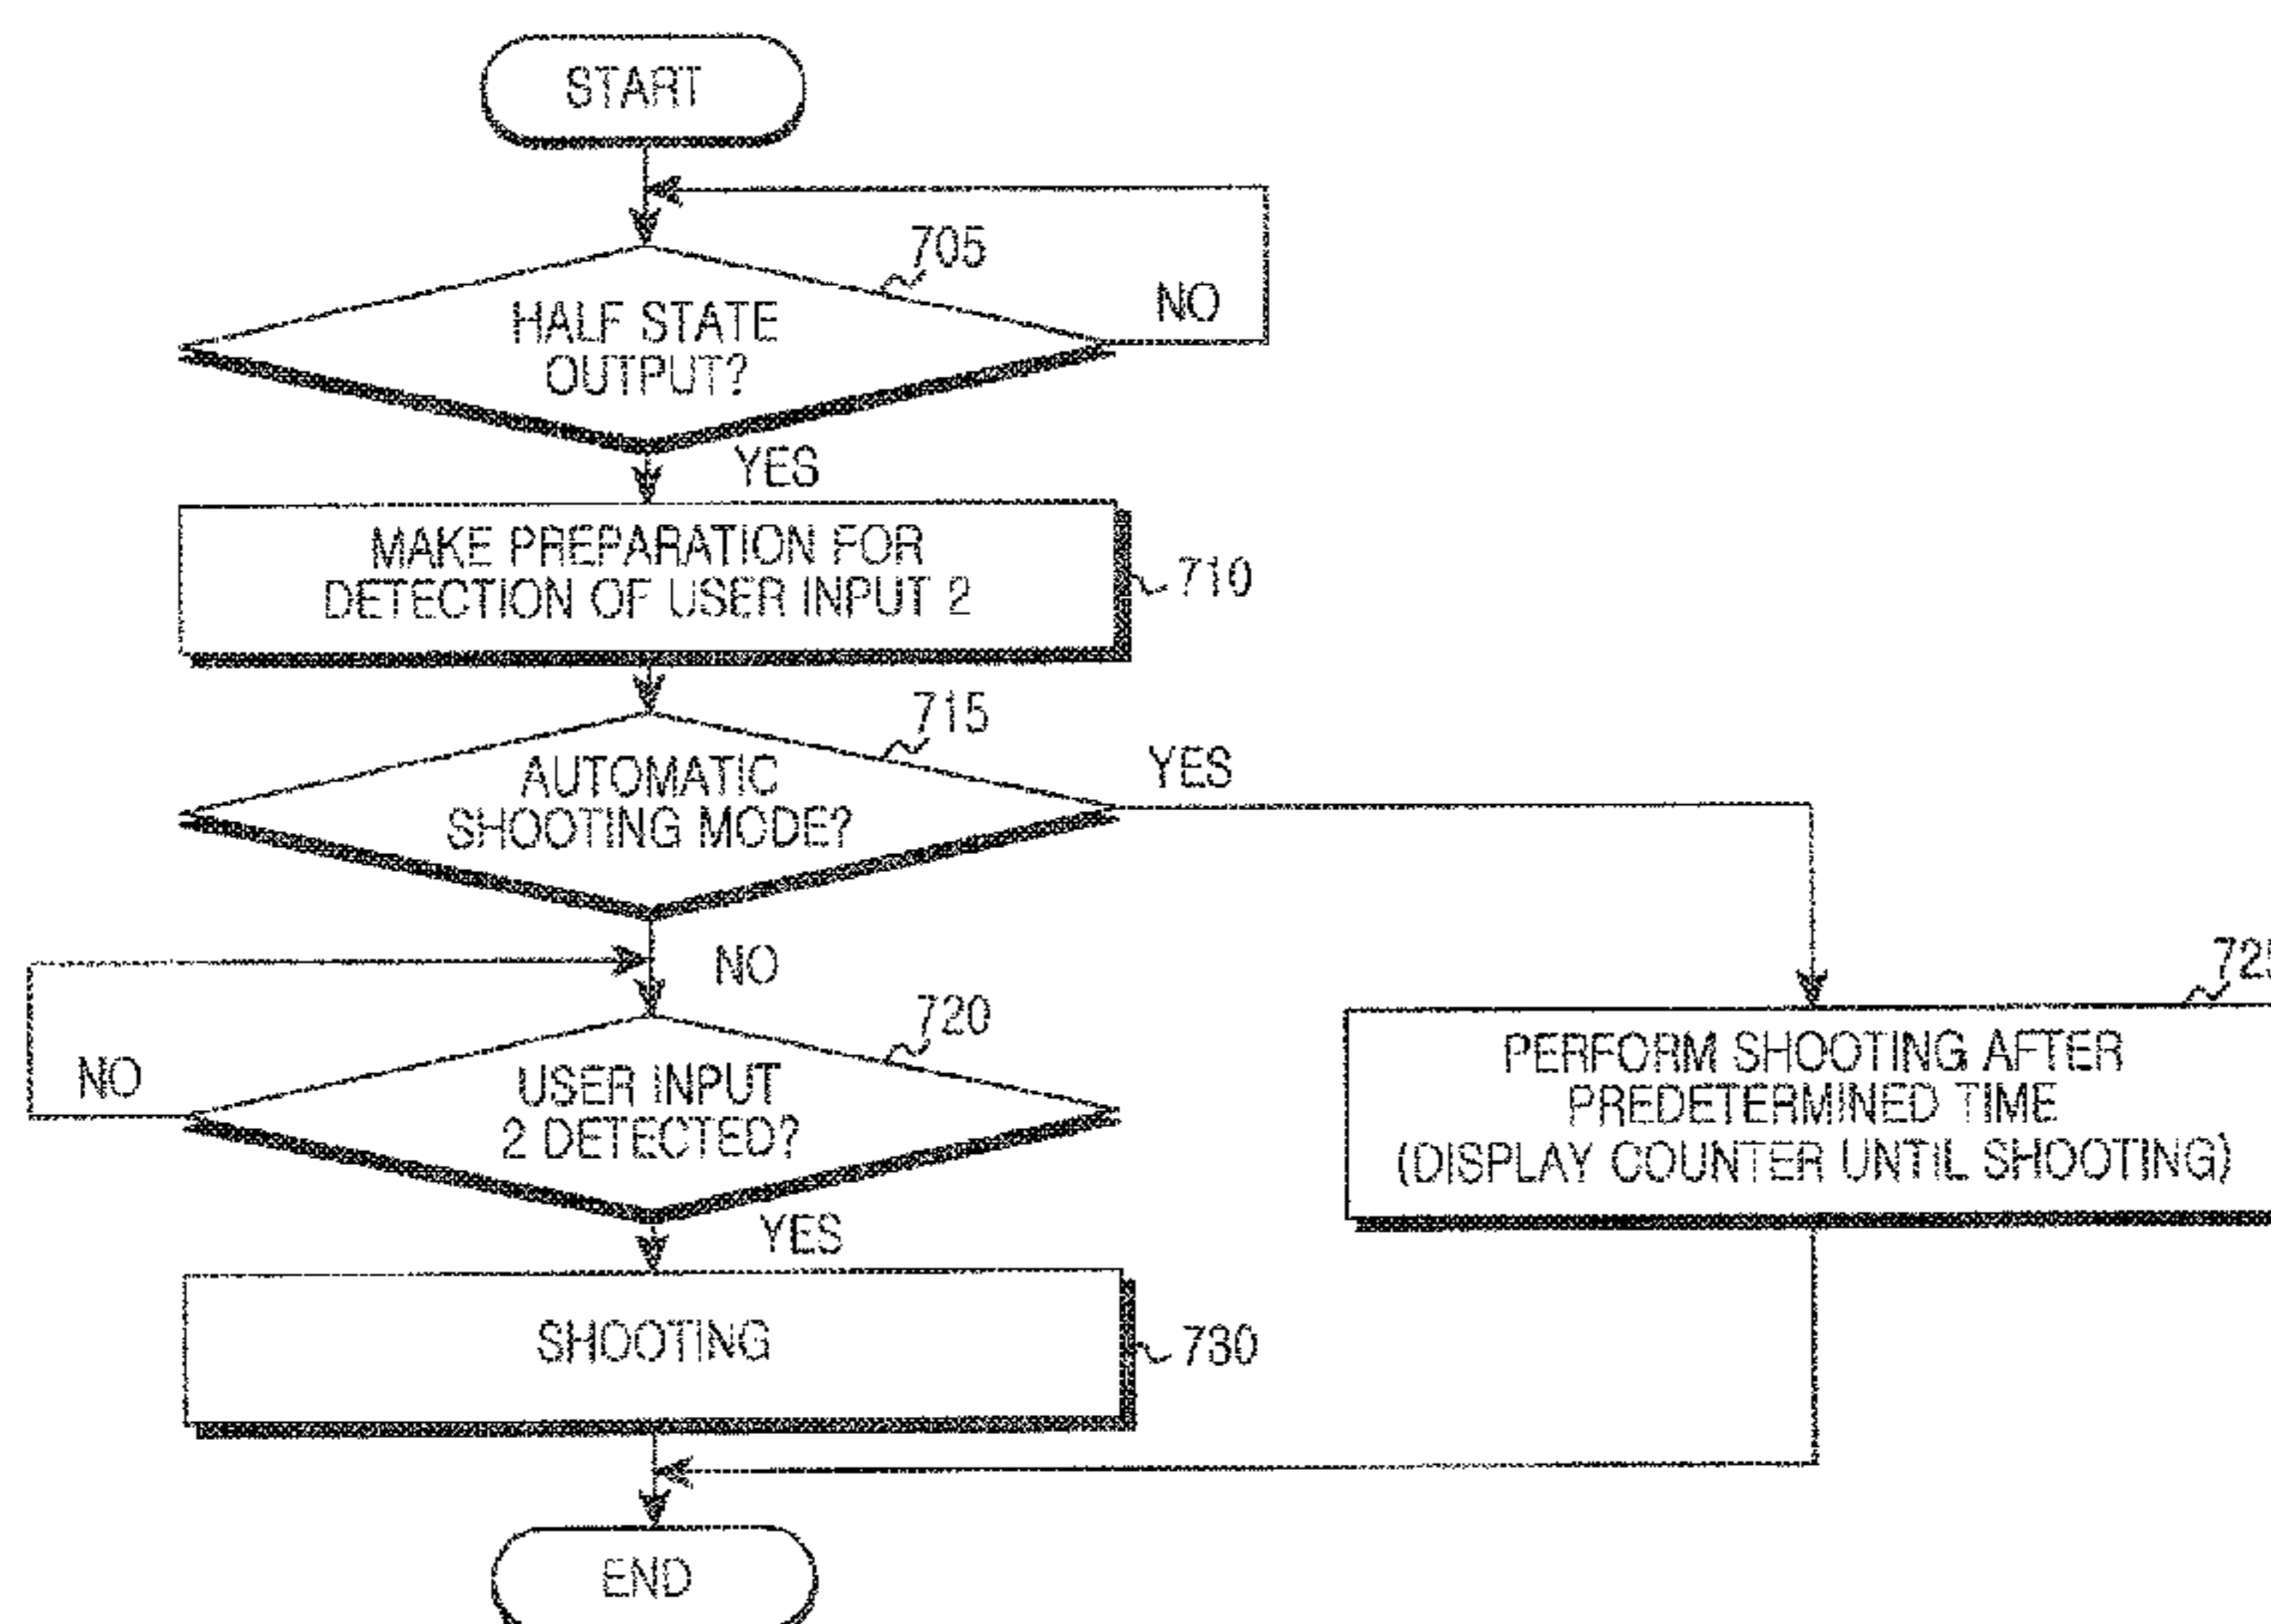 START
705
HALF STATE
OUTPUT?
NO
YES
MAKE PREPARATION FOR
DETECTION OF USER INPUT 2
710
715
AUTOMATIC
SHOOTING MODE?
YES
NO
720
USER INPUT
2 DETECTED?
NO
YES
725
PERFORM SHOOTING AFTER
PREDETERMINED TIME
(DISPLAY COUNTER UNTIL SHOOTING)
SHOOTING
730
END